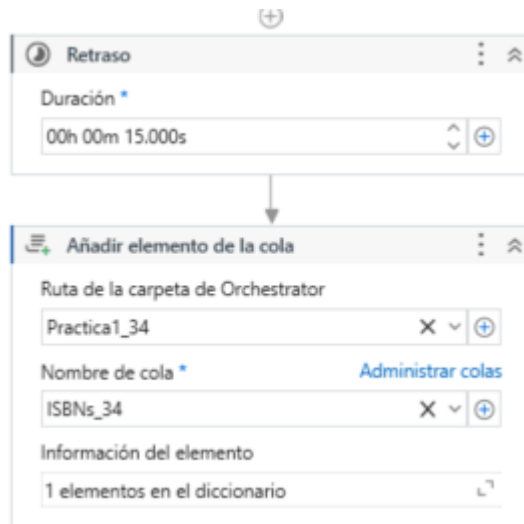 Retraso
Duración *
00h 00m 15.000s
Añadir elemento de la cola
Ruta de la carpeta de Orchestrator
Practica1_34
Nombre de cola * Administrar colas
ISBNs_34
Información del elemento
1 elementos en el diccionario